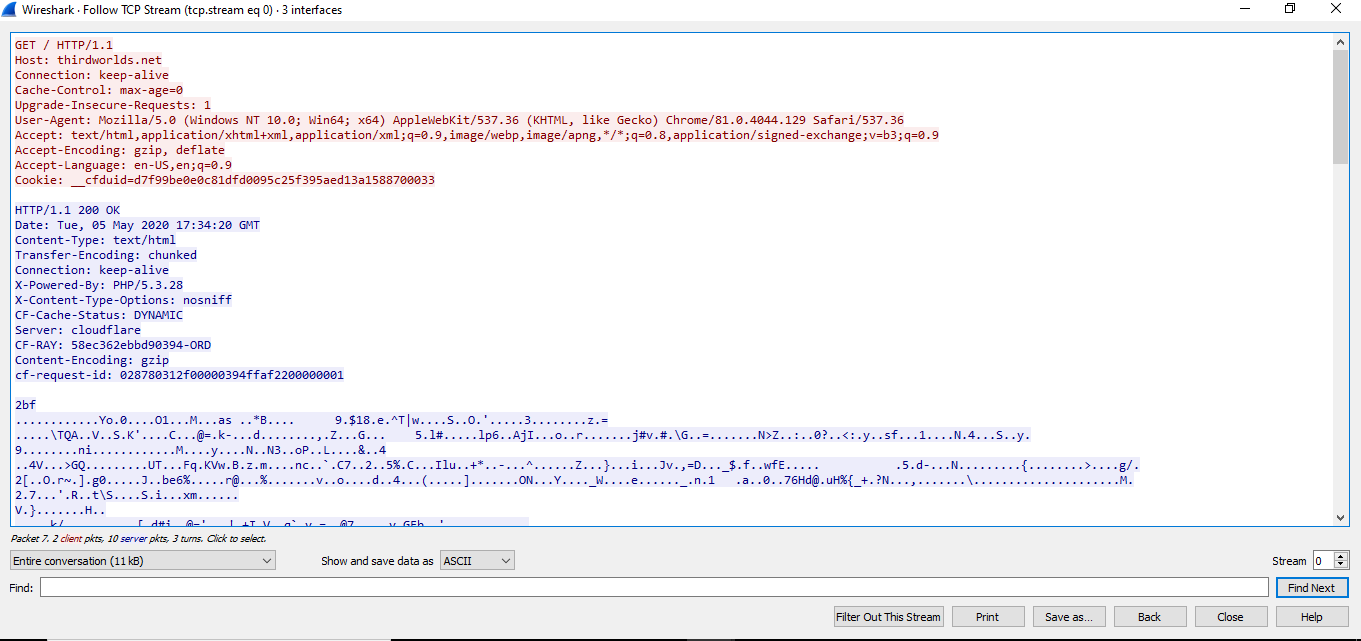 Wireshark · Follow TCP Stream (tcp.stream eq 0) · 3 interfaces
GET / HTTP/1.1
Host: thirdworlds.net
Connection: keep-alive
Cache-Control: max-age=0
Upgrade-Insecure-Requests: 1
User-Agent: Mozilla/5.0 (Windows NT 10.0; Win64; x64) AppleWebKit/537.36 (KHTML, like Gecko) Chrome/81.0.4044.129 Safari/537.36
Accept: text/html,application/xhtml+xml,application/xml;q=0.9,image/webp,image/apng,*/*;q=0.8,application/signed-exchange;v=b3;q=0.9
Accept-Encoding: gzip, deflate
Accept-Language: en-US,en;q=0.9
Cookie: __cfduid=d7f99be0e0c81dfd0095c25f395aed13a1588700033
HTTP/1.1 200 OK
Date: Tue, 05 May 2020 17:34:20 GMT
Content-Type: text/html
Transfer-Encoding: chunked
Connection: keep-alive
X-Powered-By: PHP/5.3.28
X-Content-Type-Options: nosniff
CF-Cache-Status: DYNAMIC
Server: cloudflare
CF-RAY: 58ec362ebbd90394-ORD
Content-Encoding: gzip
cf-request-id: 028780312f00000394ffaf2200000001
2bf
............Yo.0....O1...M...as ..*B.... 9.$18.e.^T|w....S..O.'.....3........z.=
.....\TQA..V..S.K'....C...@=.k-...d........,.Z...G... 5.l#.....lp6..AjI...o..r.......j#v.#.\G..=.......N>Z..:..0?..<:.y..sf...1....N.4...S..y.
9........ni............M....y....N..N3..oP..L....&..4
..4V...>GQ.........UT...Fq.KVw.B.z.m....nc..`.C7..2..5%.C...Ilu..+*..-...^......Z...}...i...Jv.,=D..._$.f..wfE..... .5.d-...N.........{........>....g/.
2[..O.r~.].g0.....J..be6%.....r@...%.......v..o....d..4...(.....].......ON...Y...._W....e......_.n.1 .a..0..76Hd@.uH%{_+.?N...,.......\.....................M.
2.7...'.R..t\S....S.i...xm......
V.}.......H..
Packet 7. 2 client pkts, 10 server pkts, 3 turns. Click to select.
Entire conversation (11 kB) Show and save data as ASCII Stream 0
Find: Find Next
Filter Out This Stream Print Save as... Back Close Help